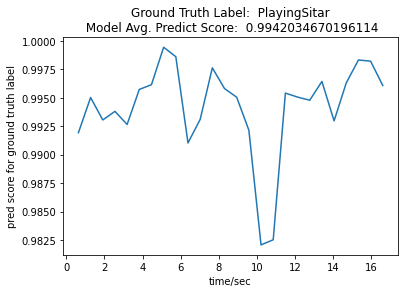 Ground Truth Label:  PlayingSitar
Model Avg. Predict Score:  0.9942034670196114
1.0000
0.9975
0.9950
0.9925
0.9900
0.9875
0.9850
0.9825
pred score for ground truth label
0 2 4 6 8 10 12 14 16
time/sec